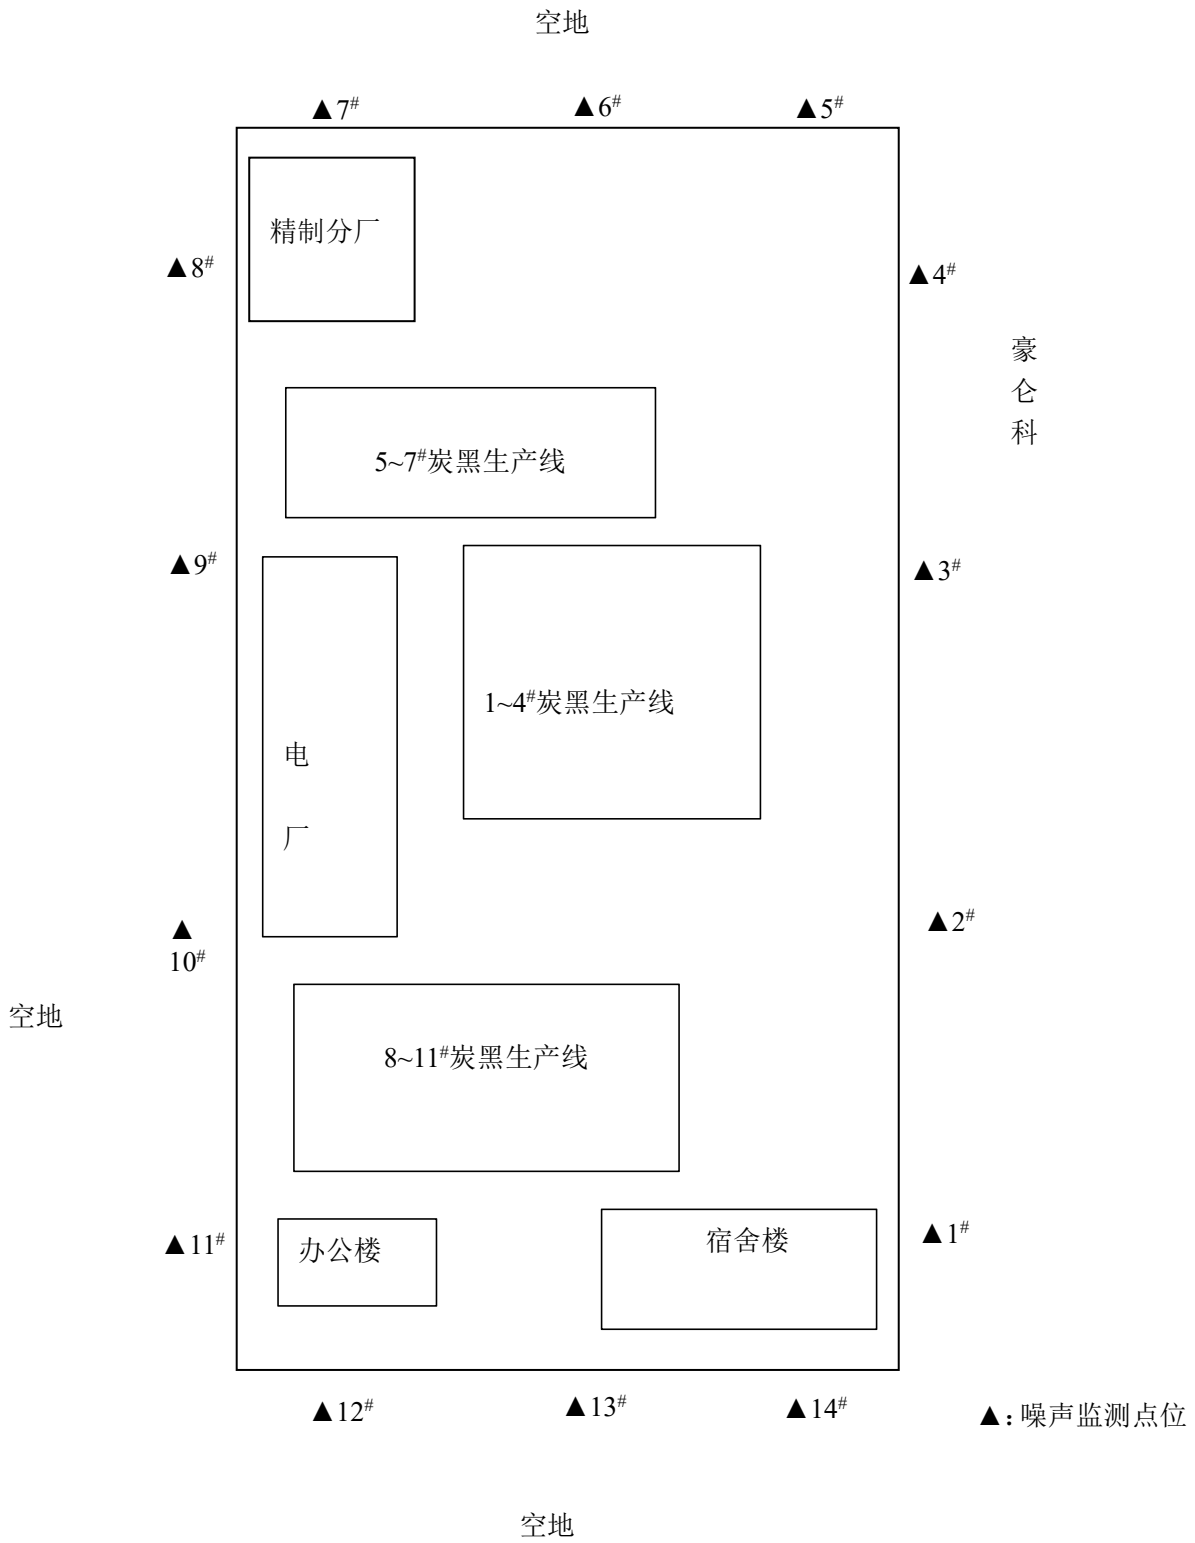 空地
▲7#
▲6#
▲5#
精制分厂
▲8#
▲4#
豪
仑
科
5~7#炭黑生产线
▲9#
▲3#
1~4#炭黑生产线
电
厂
▲
10#
▲2#
空地
8~11#炭黑生产线
▲11#
办公楼
宿舍楼
▲1#
▲12#
▲13#
▲14#
▲：噪声监测点位
空地